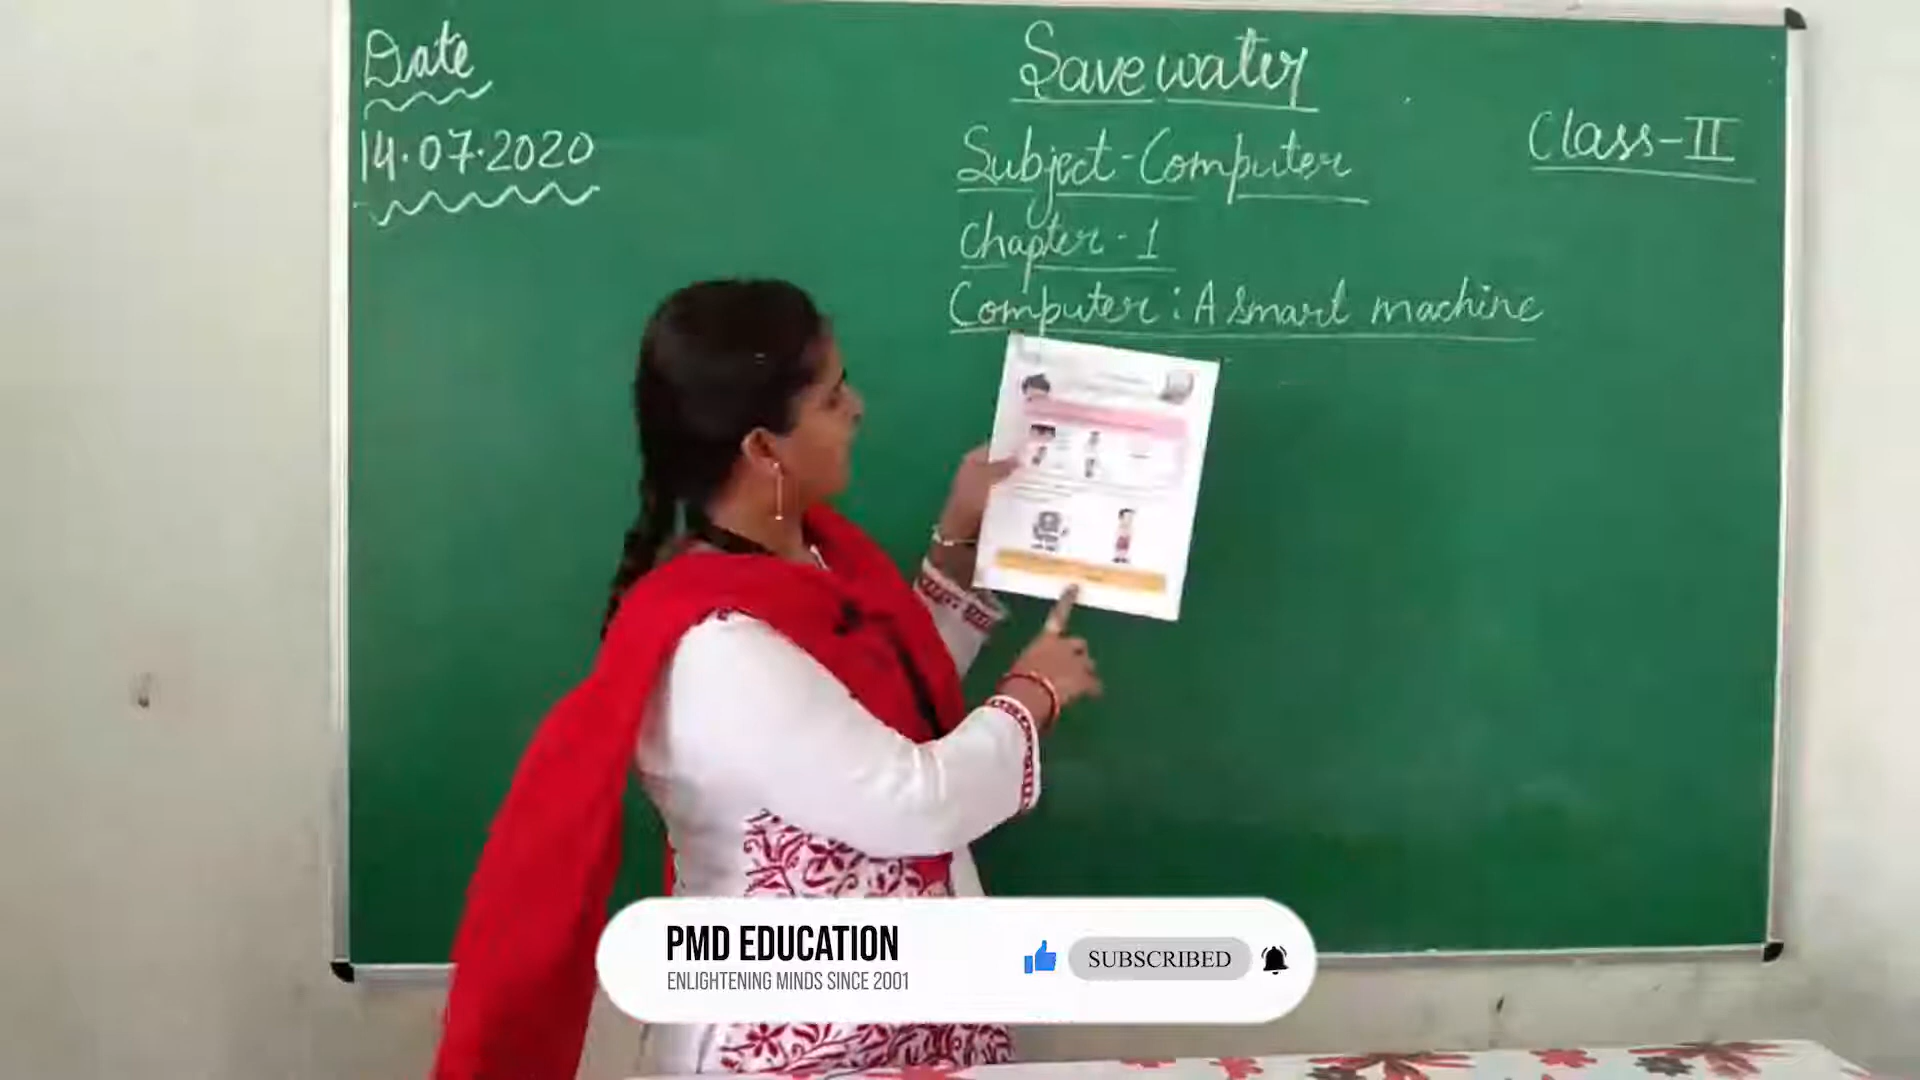 Date
14.07.2020
Save water
Subject-Computer
Chapter-1
Computer: A smart machine
Class-III
PMD EDUCATION
ENLIGHTENING MINDS SINCE 2001
SUBSCRIBED